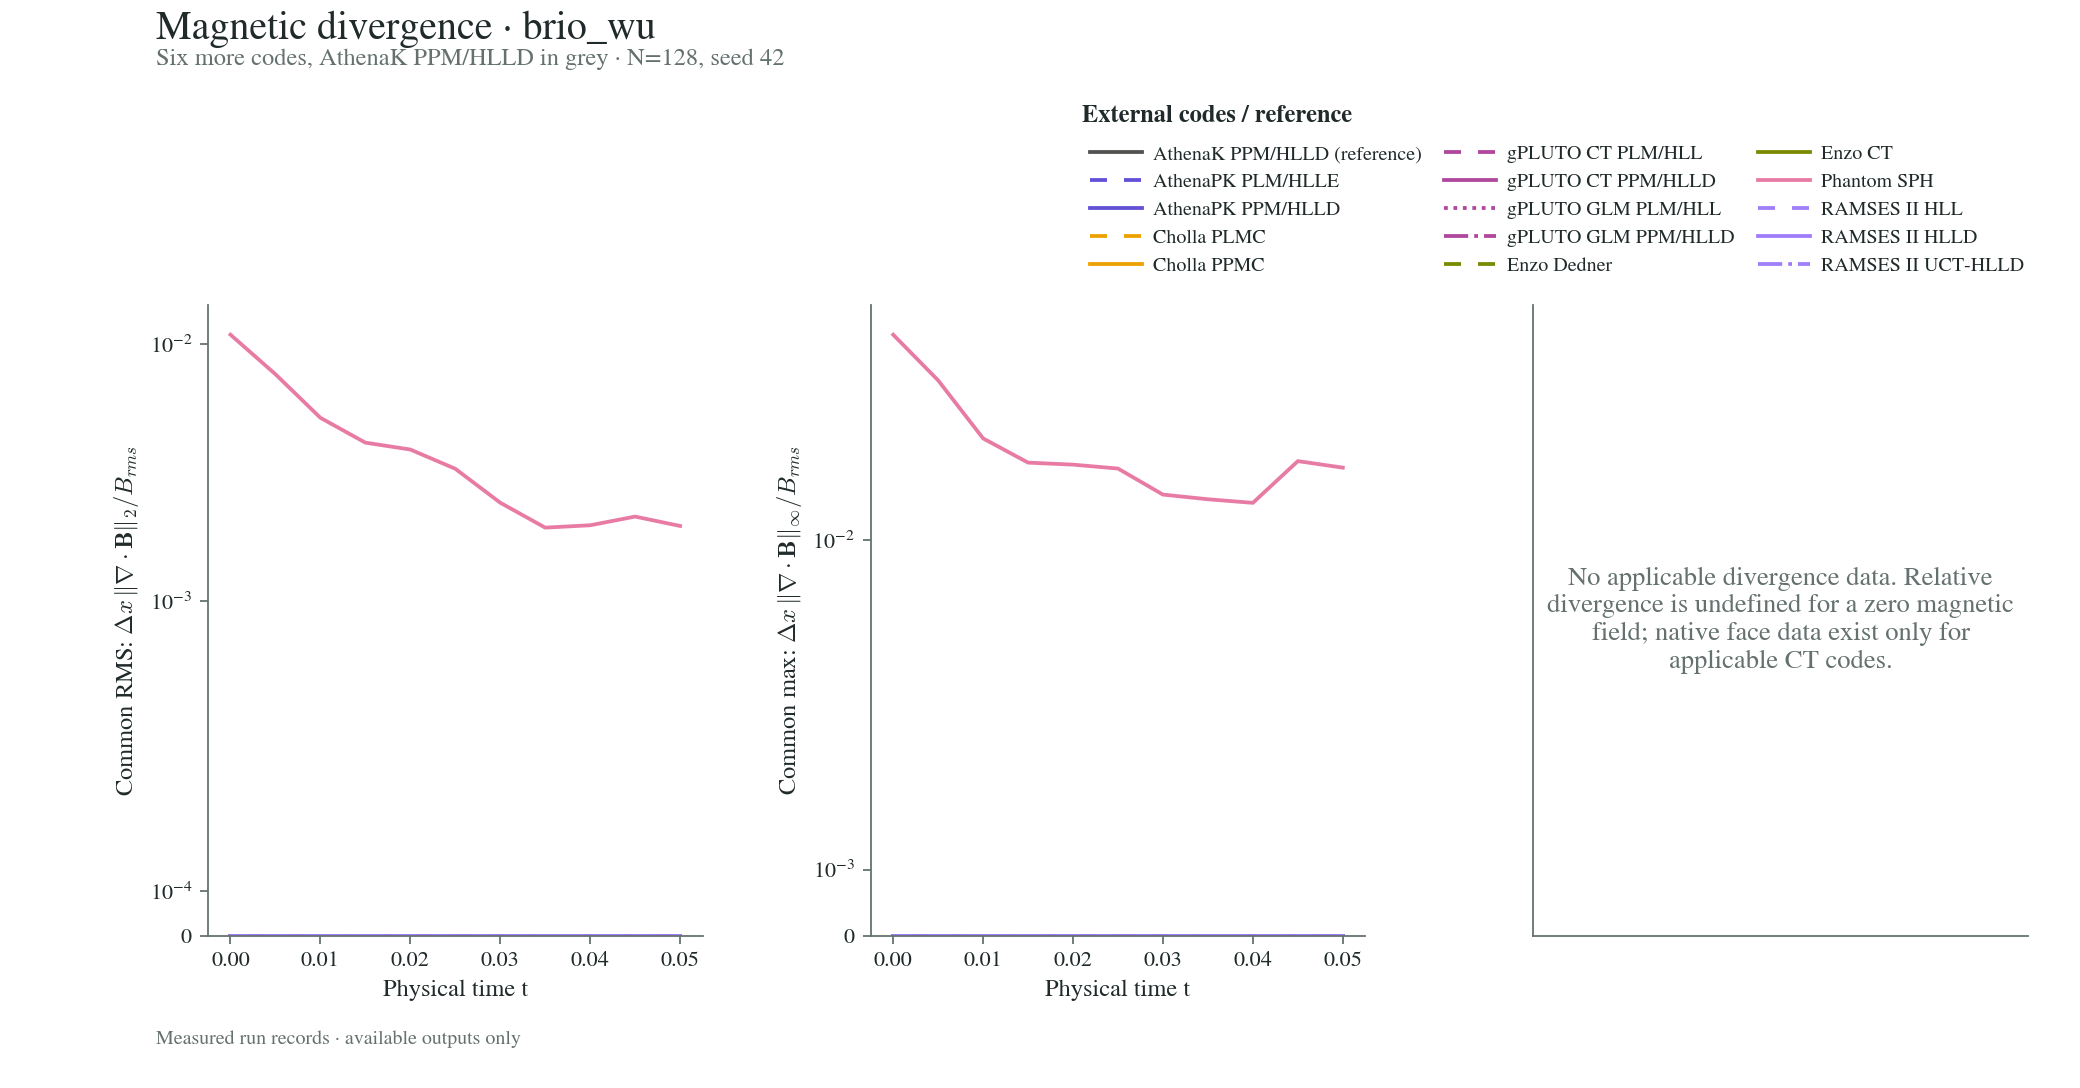 Magnetic divergence · brio_wu
Six more codes, AthenaK PPM/HLLD in grey · N=128, seed 42
External codes / reference
AthenaK PPM/HLLD (reference)
AthenaPK PLM/HLLE
AthenaPK PPM/HLLD
Cholla PLMC
Cholla PPMC
gPLUTO CT PLM/HLL
gPLUTO CT PPM/HLLD
gPLUTO GLM PLM/HLL
gPLUTO GLM PPM/HLLD
Enzo Dedner
Enzo CT
Phantom SPH
RAMSES II HLL
RAMSES II HLLD
RAMSES II UCT-HLLD
Common RMS: Δx ‖∇ · B‖₂/B_rms
10⁻²
10⁻³
10⁻⁴
0
0.00 0.01 0.02 0.03 0.04 0.05
Physical time t
Common max: Δx ‖∇ · B‖∞/B_rms
10⁻²
10⁻³
0
0.00 0.01 0.02 0.03 0.04 0.05
Physical time t
No applicable divergence data. Relative
divergence is undefined for a zero magnetic
field; native face data exist only for
applicable CT codes.
Measured run records · available outputs only